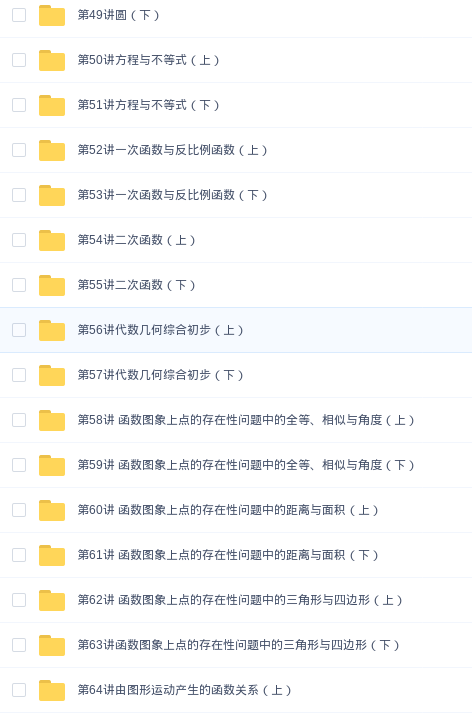 第49讲圆（下）
第50讲方程与不等式（上）
第51讲方程与不等式（下）
第52讲一次函数与反比例函数（上）
第53讲一次函数与反比例函数（下）
第54讲二次函数（上）
第55讲二次函数（下）
第56讲代数几何综合初步（上）
第57讲代数几何综合初步（下）
第58讲 函数图象上点的存在性问题中的全等、相似与角度（上）
第59讲 函数图象上点的存在性问题中的全等、相似与角度（下）
第60讲 函数图象上点的存在性问题中的距离与面积（上）
第61讲 函数图象上点的存在性问题中的距离与面积（下）
第62讲 函数图象上点的存在性问题中的三角形与四边形（上）
第63讲函数图象上点的存在性问题中的三角形与四边形（下）
第64讲由图形运动产生的函数关系（上）